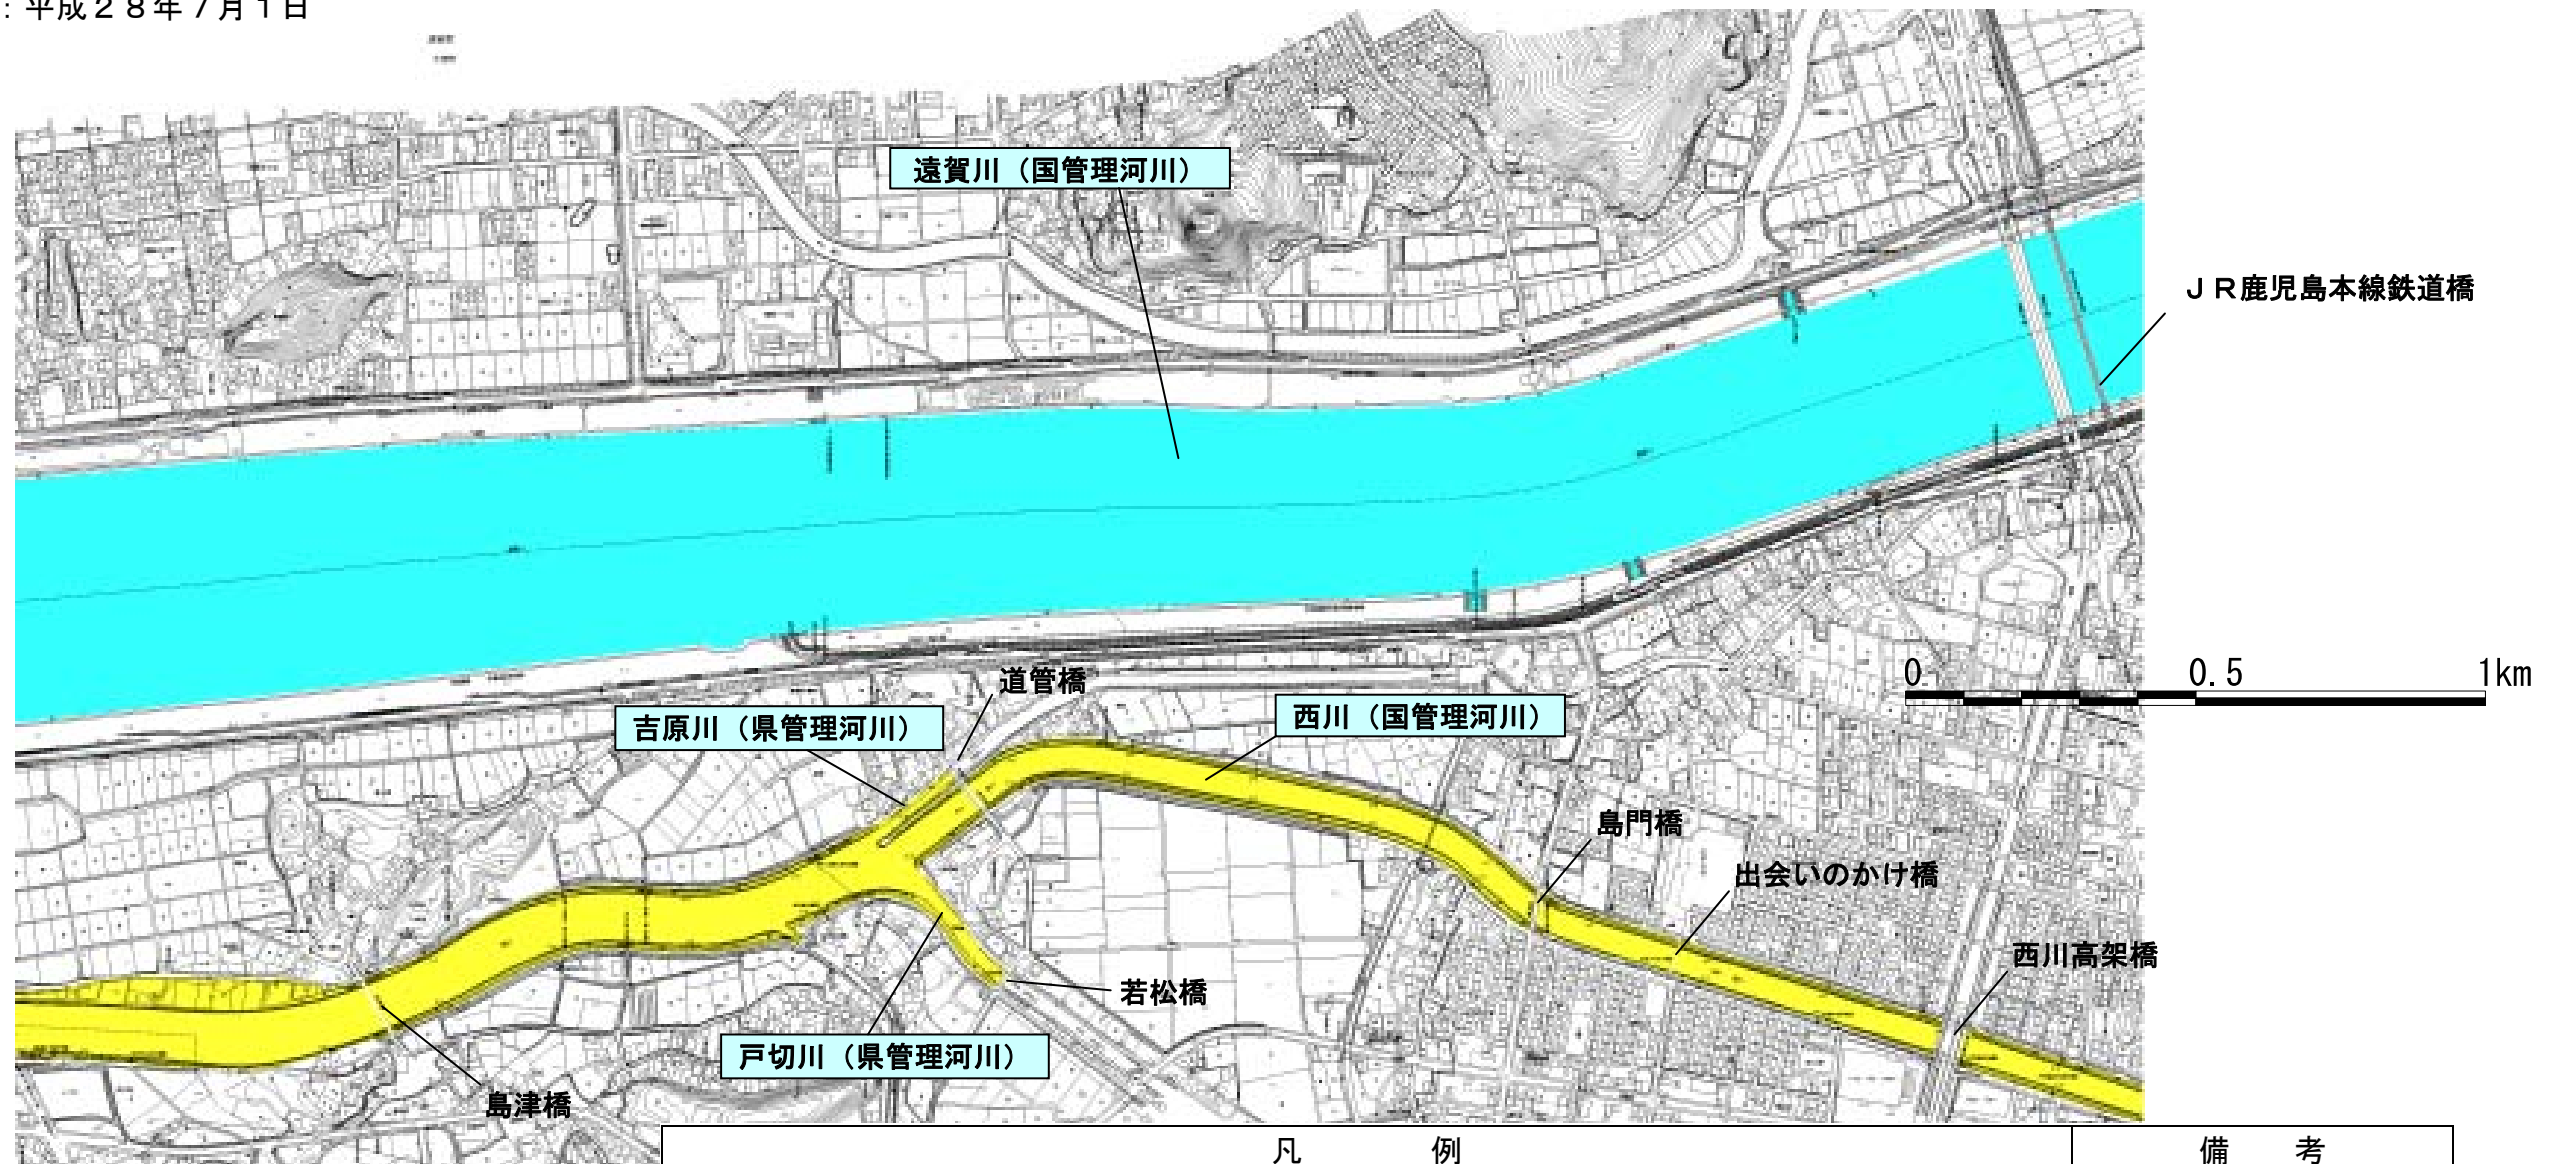 ：平成２８年７月１日
遠賀川（国管理河川）
ＪＲ鹿児島本線鉄道橋
0 0.5 1km
道管橋
吉原川（県管理河川）
西川（国管理河川）
島門橋
出会いのかけ橋
西川高架橋
若松橋
戸切川（県管理河川）
島津橋
凡 例 備 考